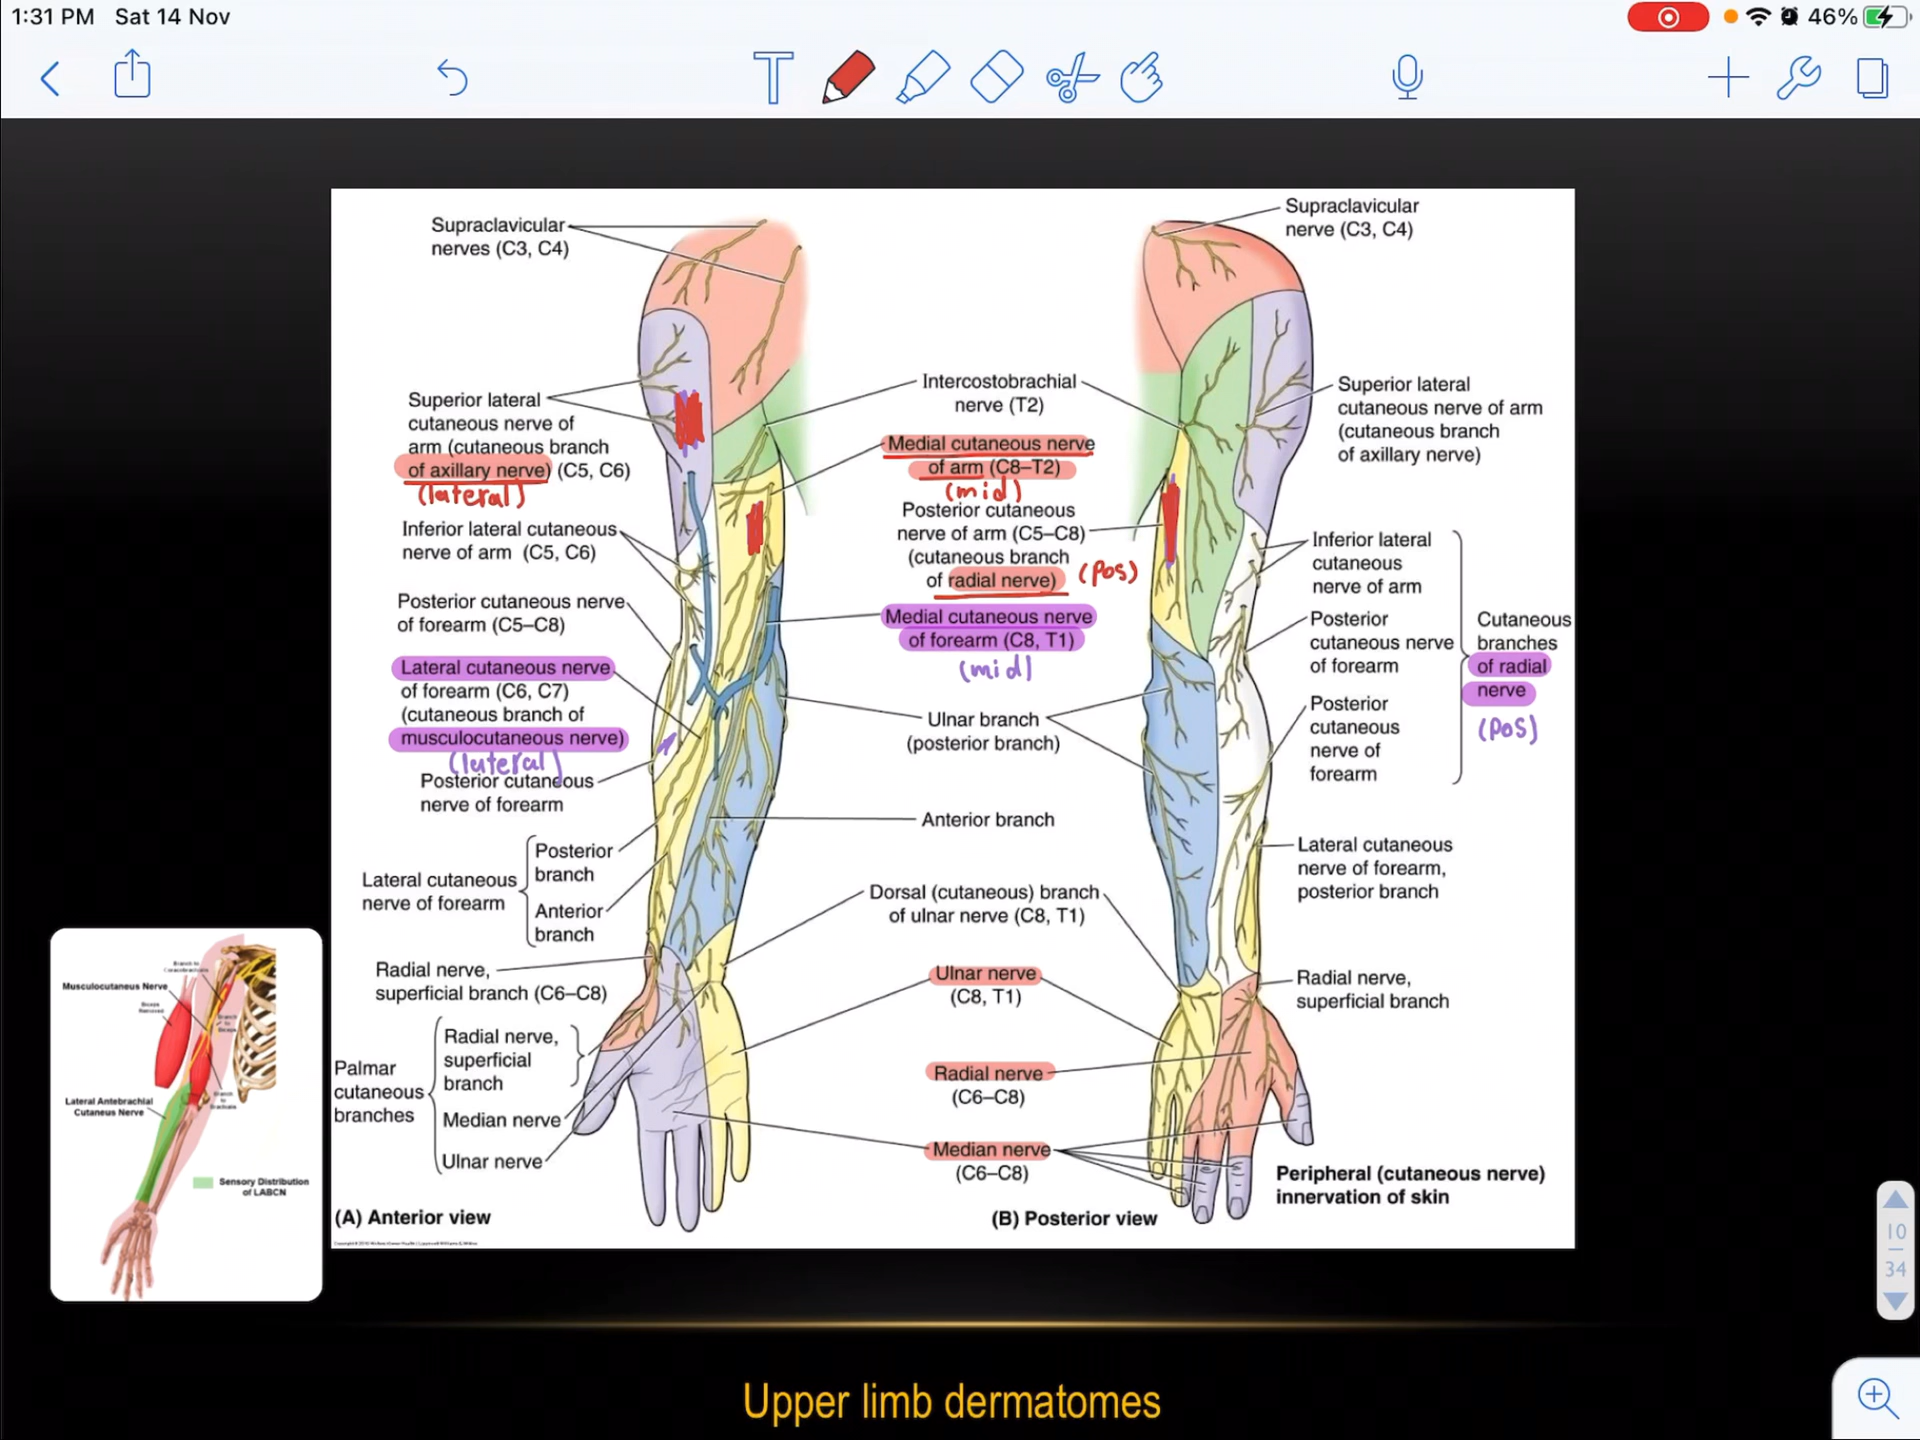 1:31 PM Sat 14 Nov
46%
Supraclavicular
nerves (C3, C4)
Superior lateral
cutaneous nerve of
arm (cutaneous branch
of axillary nerve) (C5, C6)
(lateral)
Inferior lateral cutaneous
nerve of arm (C5, C6)
Posterior cutaneous nerve
of forearm (C5–C8)
Lateral cutaneous nerve
of forearm (C6, C7)
(cutaneous branch of
musculocutaneous nerve)
(lateral)
Posterior cutaneous
nerve of forearm
Lateral cutaneous
nerve of forearm
Posterior
branch
Anterior
branch
Radial nerve,
superficial branch (C6–C8)
Palmar
cutaneous
branches
Radial nerve,
superficial
branch
Median nerve
Ulnar nerve
(A) Anterior view
Intercostobrachial
nerve (T2)
Medial cutaneous nerve
of arm (C8–T2)
(mid)
Posterior cutaneous
nerve of arm (C5–C8)
(cutaneous branch
of radial nerve)
(Pos)
Medial cutaneous nerve
of forearm (C8, T1)
(mid)
Ulnar branch
(posterior branch)
Anterior branch
Dorsal (cutaneous) branch
of ulnar nerve (C8, T1)
Ulnar nerve
(C8, T1)
Radial nerve
(C6–C8)
Median nerve
(C6–C8)
(B) Posterior view
Supraclavicular
nerve (C3, C4)
Superior lateral
cutaneous nerve of arm
(cutaneous branch
of axillary nerve)
Inferior lateral
cutaneous
nerve of arm
Posterior
cutaneous nerve
of forearm
Posterior
cutaneous
nerve of
forearm
Cutaneous
branches
of radial
nerve
(Pos)
Lateral cutaneous
nerve of forearm,
posterior branch
Radial nerve,
superficial branch
Peripheral (cutaneous nerve)
innervation of skin
Musculocutaneus Nerve
Biceps
Removed
Branch to
Branch
to
Biceps
Branch
to
Lateral Antebrachial
Cutaneus Nerve
Sensory Distribution
of LABCN
10
34
Upper limb dermatomes